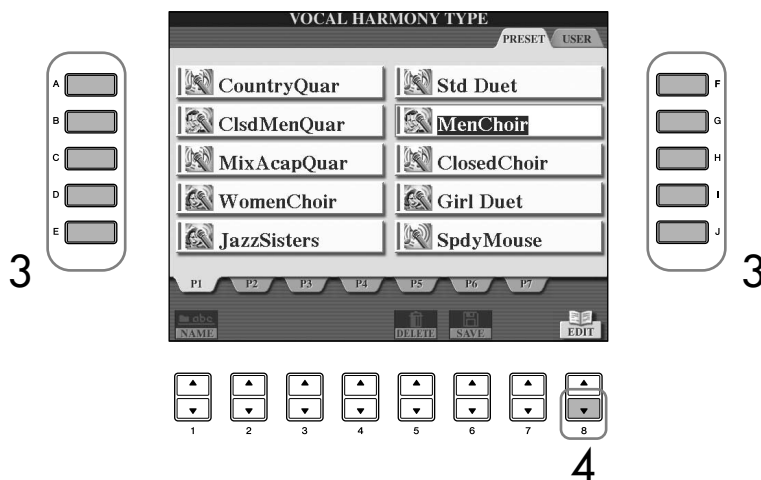 VOCAL HARMONY TYPE
PRESET USER
A CountryQuar Std Duet F
B ClsdMenQuar MenChoir G
C MixAcapQuar ClosedChoir H
D WomenChoir Girl Duet I
E JazzSisters SpdyMouse J
3 3
P1 P2 P3 P4 P5 P6 P7
abc
NAME DELETE SAVE EDIT
1 2 3 4 5 6 7 8
4